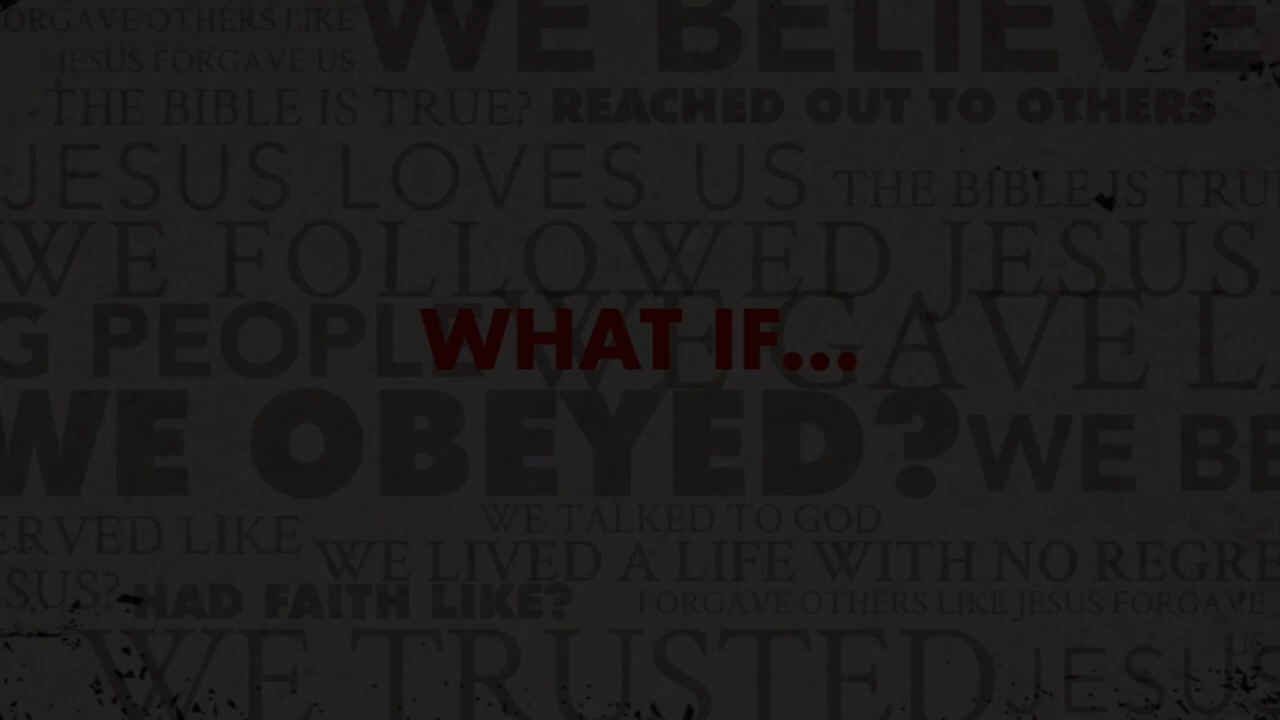 ORGAVE OTHERS LIKE
JESUS FORGAVE US
WE BELIEVE
THE BIBLE IS TRUE? REACHED OUT TO OTHERS
JESUS LOVES US THE BIBLE IS TRU
WE FOLLOWED JESUS
G PEOPLE WE GAVE L
WHAT IF...
WE OBEYED? WE BE
WE TALKED TO GOD
ERVED LIKE
WE LIVED A LIFE WITH NO REGRE
SUS? HAD FAITH LIKE? FORGAVE OTHERS LIKE JESUS FORGAVE
US
WE TRUSTED JESUS